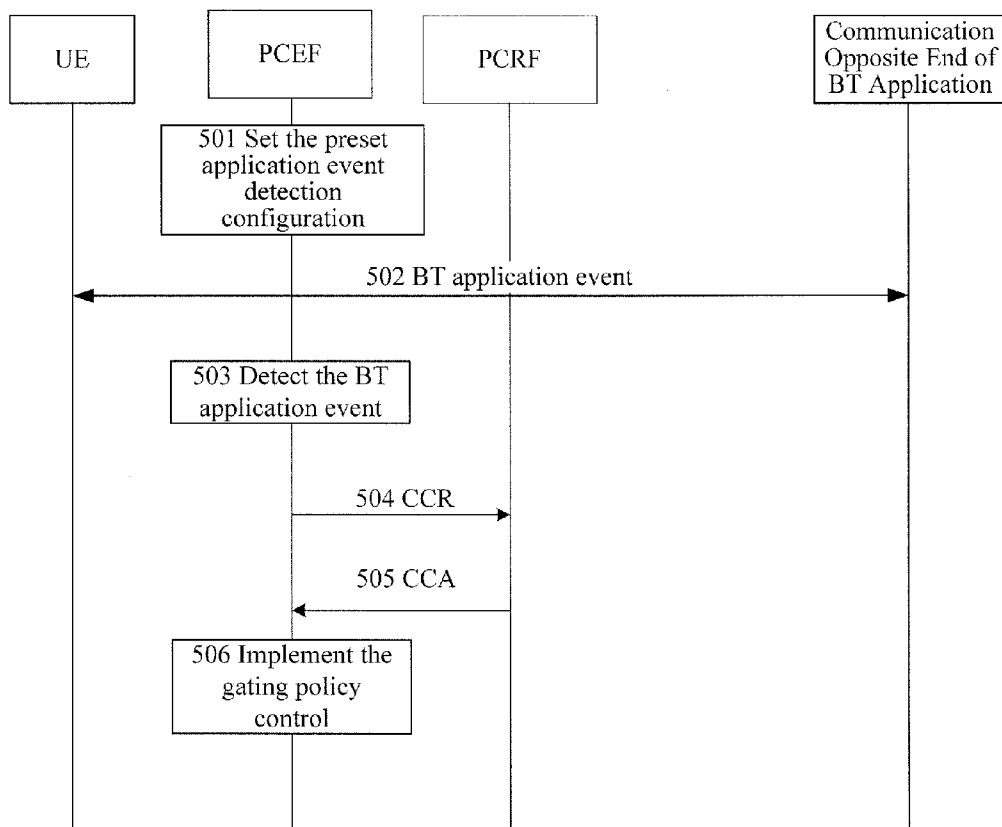 UE
PCEF
PCRF
Communication
Opposite End of
BT Application
501 Set the preset
application event
detection
configuration
502 BT application event
503 Detect the BT
application event
504 CCR
505 CCA
506 Implement the
gating policy
control